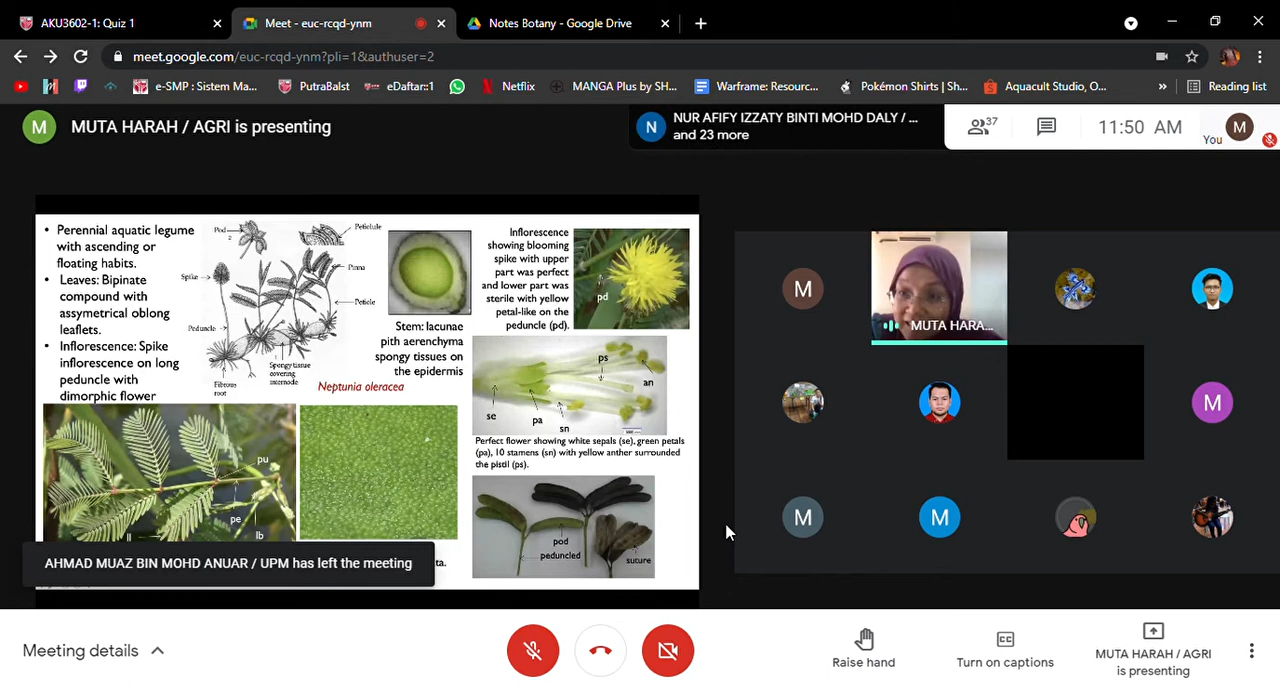 AKU3602-1: Quiz 1
Meet - euc-rcqd-ynm
Notes Botany - Google Drive
meet.google.com/euc-rcqd-ynm?pli=1&authuser=2
e-SMP : Sistem Ma...
PutraBalst
eDaftar::1
Netflix
MANGA Plus by SH...
Warframe: Resourc...
Pokémon Shirts | Sh...
Aquacult Studio, O...
»
Reading list
M
MUTA HARAH / AGRI is presenting
N
NUR AFIFY IZZATY BINTI MOHD DALY / ...
and 23 more
37
11:50 AM
You
M
• Perennial aquatic legume
with ascending or
floating habits.
• Leaves: Bipinate
compound with
assymetrical oblong
leaflets.
• Inflorescence: Spike
inflorescence on long
peduncle with
dimorphic flower
Pod
2
Peticlule
Spike
Pinna
Peticle
Peduncle
Spongy tissue
covering
internode
Fibrous
root
Neptunia oleracea
Stem: lacunae
pith aerenchyma
spongy tissues on
the epidermis
Inflorescence
showing blooming
spike with upper
part was perfect
and lower part was
sterile with yellow
petal-like on the
peduncle (pd).
pd
ps
an
se
pa
sn
Perfect flower showing white sepals (se), green petals
(pa), 10 stamens (sn) with yellow anther surrounded
the pistil (ps).
pu
pe
lb
ll
pod
peduncled
suture
ta.
AHMAD MUAZ BIN MOHD ANUAR / UPM has left the meeting
M
MUTA HARA...
M
M
M
Meeting details
Raise hand
Turn on captions
MUTA HARAH / AGRI
is presenting